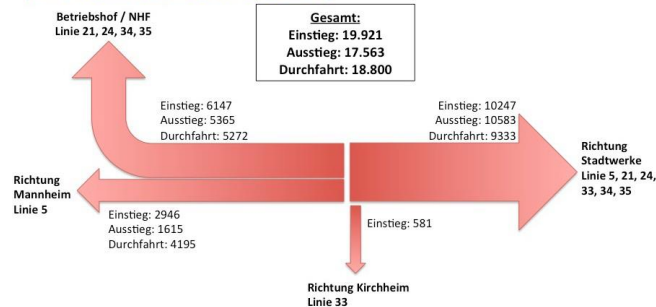 Betriebshof / NHF
Linie 21, 24, 34, 35
Gesamt:
Einstieg: 19.921
Ausstieg: 17.563
Durchfahrt: 18.800
Einstieg: 6147
Ausstieg: 5365
Durchfahrt: 5272
Einstieg: 10247
Ausstieg: 10583
Durchfahrt: 9333
Richtung
Stadtwerke
Linie 5, 21, 24,
33, 34, 35
Richtung
Mannheim
Linie 5
Einstieg: 2946
Ausstieg: 1615
Durchfahrt: 4195
Einstieg: 581
Richtung Kirchheim
Linie 33